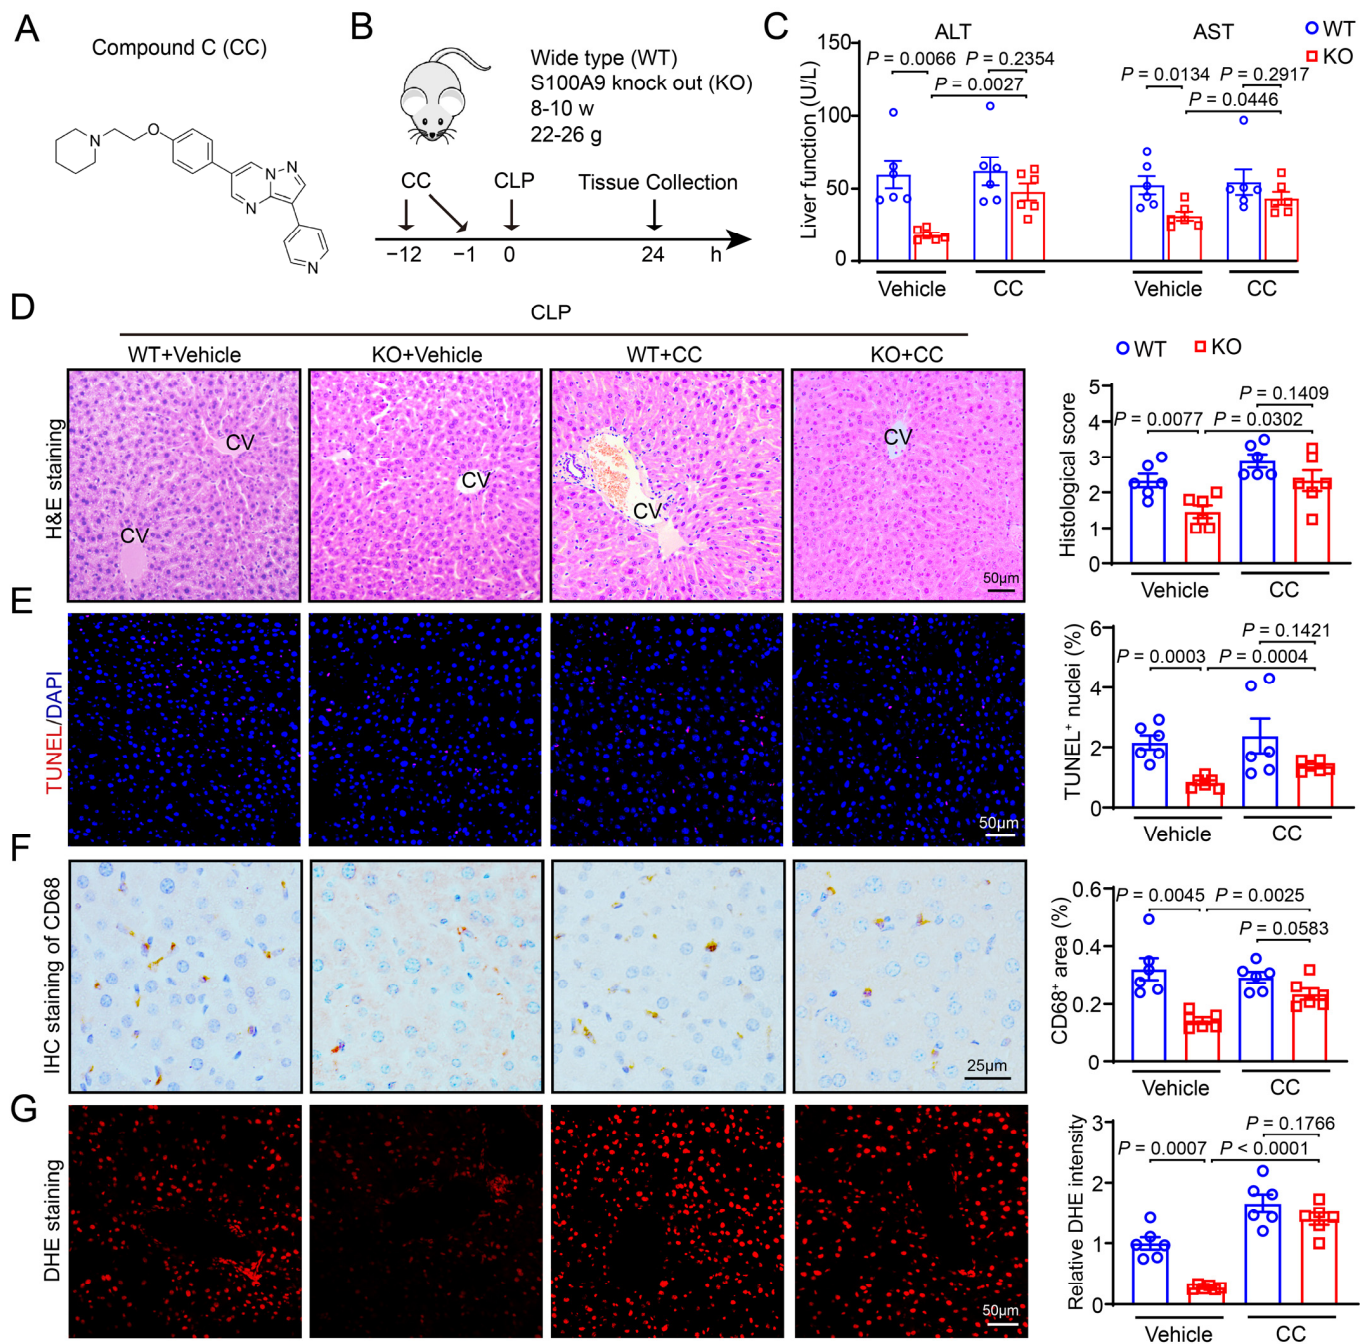 A
Compound C (CC)
N
O
N
N
N
N
B
Wide type (WT)
S100A9 knock out (KO)
8-10 w
22-26 g
CC
CLP
Tissue Collection
−12
−1
0
24
h
C
ALT
AST
WT
KO
Liver function (U/L)
150
100
50
0
P = 0.0066
P = 0.2354
P = 0.0027
P = 0.0134
P = 0.2917
P = 0.0446
Vehicle
CC
Vehicle
CC
D
CLP
WT+Vehicle
KO+Vehicle
WT+CC
KO+CC
H&E staining
CV
CV
CV
CV
CV
50μm
WT
KO
Histological score
5
4
3
2
1
0
P = 0.1409
P = 0.0077
P = 0.0302
Vehicle
CC
E
TUNEL/DAPI
50μm
TUNEL⁺ nuclei (%)
6
4
2
0
P = 0.1421
P = 0.0003
P = 0.0004
Vehicle
CC
F
IHC staining of CD68
25μm
CD68⁺ area (%)
0.6
0.4
0.2
0
P = 0.0045
P = 0.0025
P = 0.0583
Vehicle
CC
G
DHE staining
50μm
Relative DHE intensity
3
2
1
0
P = 0.1766
P = 0.0007
P < 0.0001
Vehicle
CC